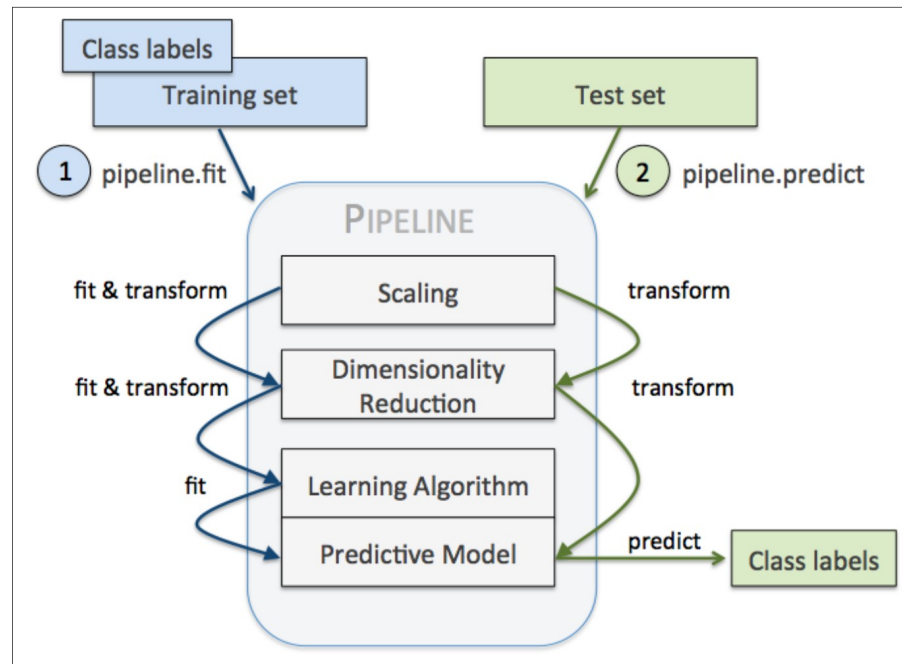 Class labels
Training set
Test set
1 pipeline.fit
2 pipeline.predict
PIPELINE
fit & transform
Scaling
transform
fit & transform
Dimensionality
Reduction
transform
fit
Learning Algorithm
Predictive Model
predict
Class labels